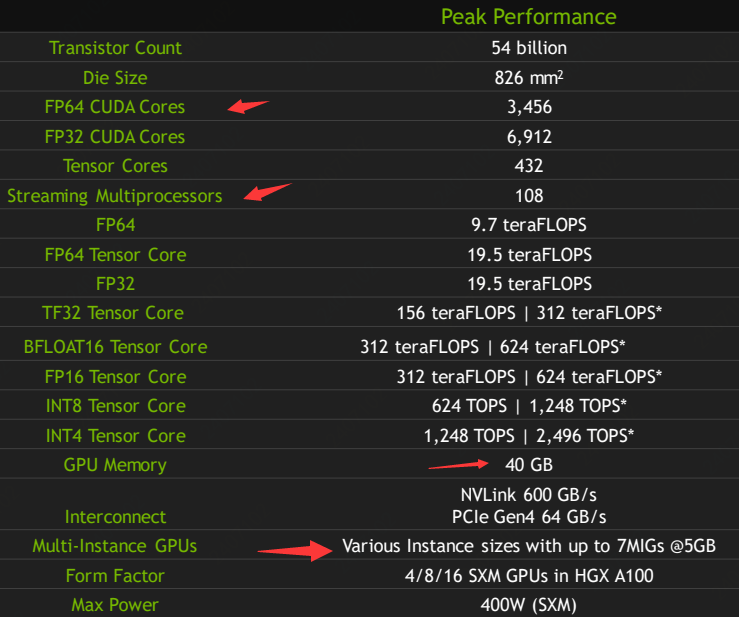 Peak Performance
Transistor Count 54 billion
Die Size 826 mm²
FP64 CUDA Cores 3,456
FP32 CUDA Cores 6,912
Tensor Cores 432
Streaming Multiprocessors 108
FP64 9.7 teraFLOPS
FP64 Tensor Core 19.5 teraFLOPS
FP32 19.5 teraFLOPS
TF32 Tensor Core 156 teraFLOPS | 312 teraFLOPS*
BFLOAT16 Tensor Core 312 teraFLOPS | 624 teraFLOPS*
FP16 Tensor Core 312 teraFLOPS | 624 teraFLOPS*
INT8 Tensor Core 624 TOPS | 1,248 TOPS*
INT4 Tensor Core 1,248 TOPS | 2,496 TOPS*
GPU Memory 40 GB
NVLink 600 GB/s
Interconnect PCIe Gen4 64 GB/s
Multi-Instance GPUs Various Instance sizes with up to 7MIGs @5GB
Form Factor 4/8/16 SXM GPUs in HGX A100
Max Power 400W (SXM)